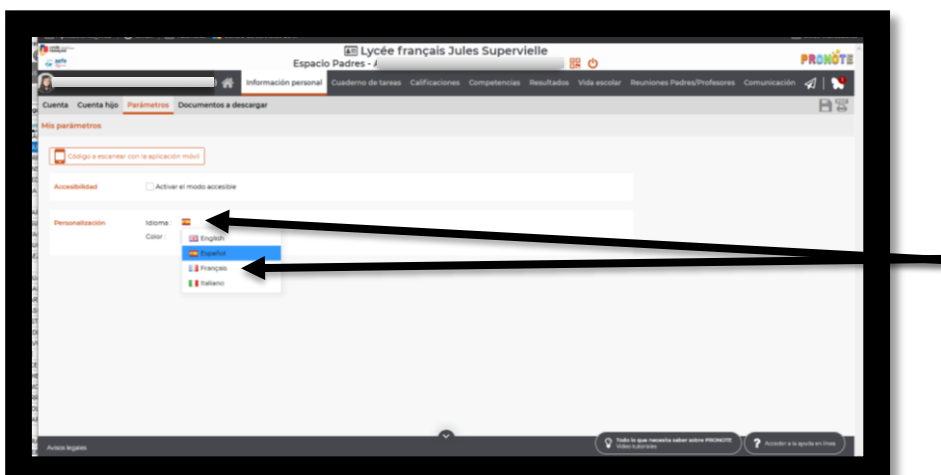 Lycée français Jules Supervielle
Espacio Padres -
PRONOTE
Información personal Cuaderno de tareas Calificaciones Competencias Resultados Vida escolar Reuniones Padres/Profesores Comunicación
Cuenta Cuenta hijo Parámetros Documentos a descargar
Mis parámetros
Código a escanear con la aplicación móvil
Accesibilidad Activar el modo accesible
Personalización Idioma :
Color :
English
Español
Français
Italiano
Avisos legales
Todo lo que necesita saber sobre PRONOTE
Vídeo tutoriales
? Acceder a la ayuda en línea